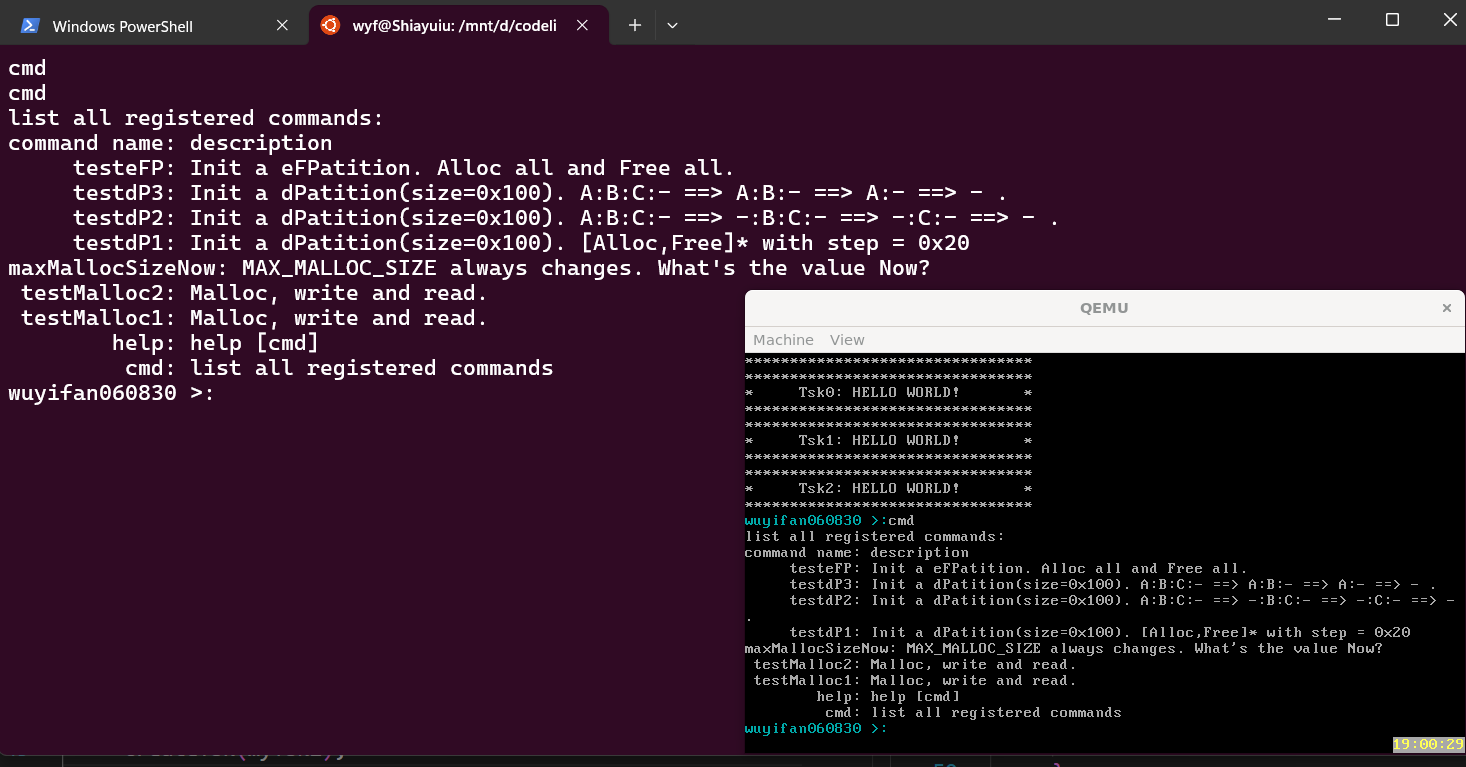 Windows PowerShell
wyf@Shiayuiu: /mnt/d/codeli
cmd
cmd
list all registered commands:
command name: description
testeFP: Init a eFPatition. Alloc all and Free all.
testdP3: Init a dPatition(size=0x100). A:B:C:- ==> A:B:- ==> A:- ==> - .
testdP2: Init a dPatition(size=0x100). A:B:C:- ==> -:B:C:- ==> -:C:- ==> - .
testdP1: Init a dPatition(size=0x100). [Alloc,Free]* with step = 0x20
maxMallocSizeNow: MAX_MALLOC_SIZE always changes. What's the value Now?
testMalloc2: Malloc, write and read.
testMalloc1: Malloc, write and read.
help: help [cmd]
cmd: list all registered commands
wuyifan060830 >:
QEMU
Machine View
********************************
********************************
* Tsk0: HELLO WORLD! *
********************************
********************************
* Tsk1: HELLO WORLD! *
********************************
********************************
* Tsk2: HELLO WORLD! *
********************************
wuyifan060830 >:cmd
list all registered commands:
command name: description
testeFP: Init a eFPatition. Alloc all and Free all.
testdP3: Init a dPatition(size=0x100). A:B:C:- ==> A:B:- ==> A:- ==> - .
testdP2: Init a dPatition(size=0x100). A:B:C:- ==> -:B:C:- ==> -:C:- ==> -
.
testdP1: Init a dPatition(size=0x100). [Alloc,Free]* with step = 0x20
maxMallocSizeNow: MAX_MALLOC_SIZE always changes. What's the value Now?
testMalloc2: Malloc, write and read.
testMalloc1: Malloc, write and read.
help: help [cmd]
cmd: list all registered commands
wuyifan060830 >:
19:00:29